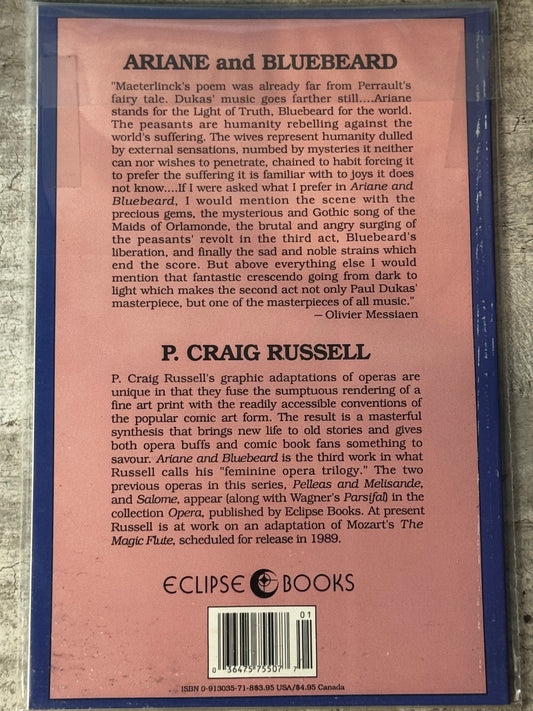 ARIANE and BLUEBEARD
"Maeterlinck's poem was already far from Perrault's
fairy tale. Dukas' music goes farther still....Ariane
stands for the Light of Truth, Bluebeard for the world.
The peasants are humanity rebelling against the
world's suffering. The wives represent humanity dulled
by external sensations, numbed by mysteries it neither
can nor wishes to penetrate, chained to habit forcing it
to prefer the suffering it is familiar with to joys it does
not know....If I were asked what I prefer in Ariane and
Bluebeard, I would mention the scene with the
precious gems, the mysterious and Gothic song of the
Maids of Orlamonde, the brutal and angry surging of
the peasants' revolt in the third act, Bluebeard's
liberation, and finally the sad and noble strains which
end the score. But above everything else I would
mention that fantastic crescendo going from dark to
light which makes the second act not only Paul Dukas'
masterpiece, but one of the masterpieces of all music."
— Olivier Messiaen
P. CRAIG RUSSELL
P. Craig Russell's graphic adaptations of operas are
unique in that they fuse the sumptuous rendering of a
fine art print with the readily accessible conventions of
the popular comic art form. The result is a masterful
synthesis that brings new life to old stories and gives
both opera buffs and comic book fans something to
savour. Ariane and Bluebeard is the third work in what
Russell calls his "feminine opera trilogy." The two
previous operas in this series, Pelleas and Melisande,
and Salome, appear (along with Wagner's Parsifal) in the
collection Opera, published by Eclipse Books. At present
Russell is at work on an adaptation of Mozart's The
Magic Flute, scheduled for release in 1989.
ECLIPSE BOOKS
01
0 36475 75507 7
ISBN 0-913035-71-8$3.95 USA/$4.95 Canada